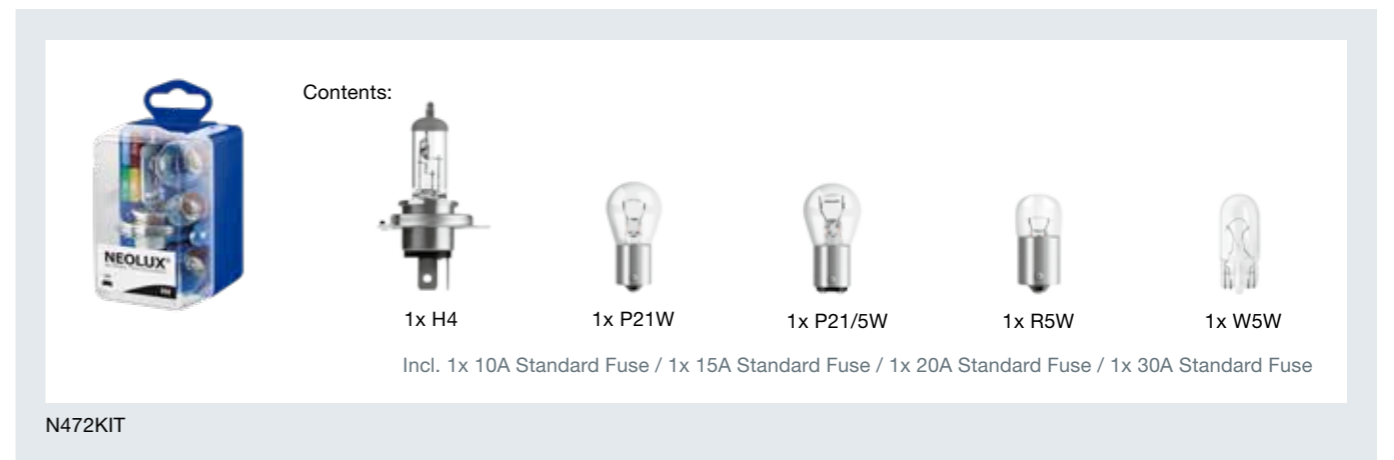 Contents:
NEOLUX®
1x H4
1x P21W
1x P21/5W
1x R5W
1x W5W
Incl. 1x 10A Standard Fuse / 1x 15A Standard Fuse / 1x 20A Standard Fuse / 1x 30A Standard Fuse
N472KIT